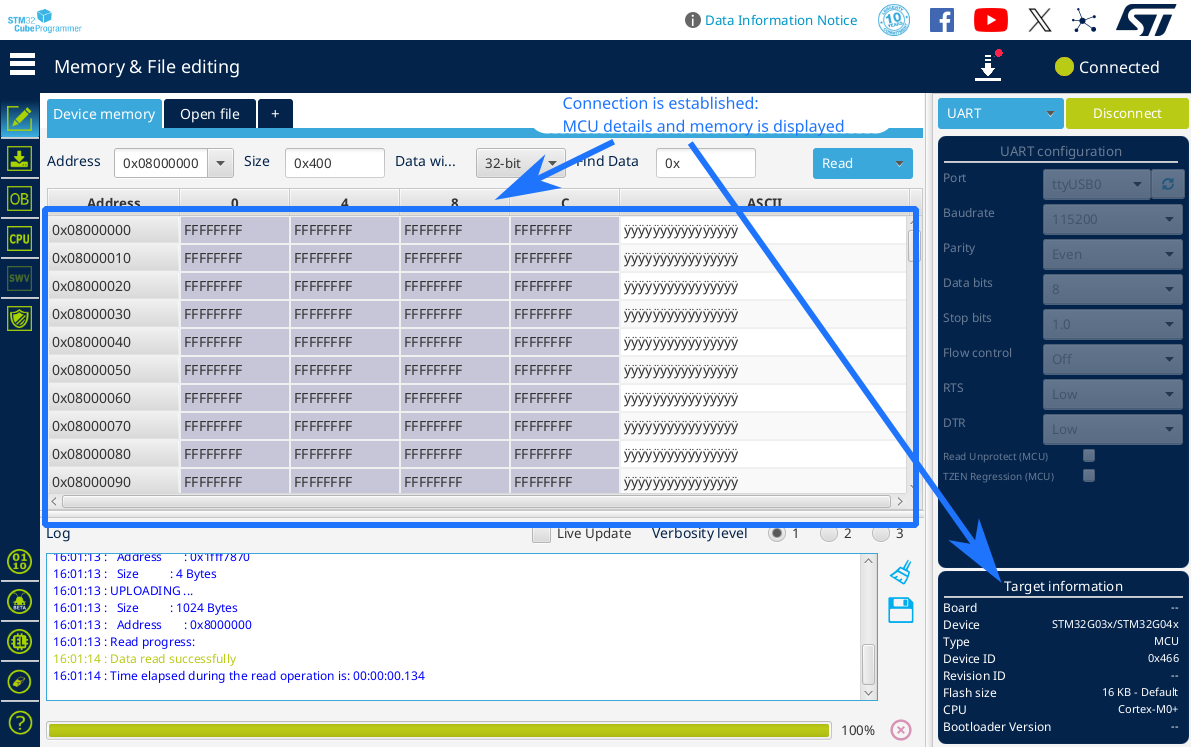 STM32
CubeProgrammer
Data Information Notice
10
YEARS
ST
Memory & File editing
Connected
Device memory
Open file
+
Connection is established:
MCU details and memory is displayed
UART
Disconnect
Address 0x08000000 Size 0x400 Data wi... 32-bit Find Data 0x Read
Address 0 4 8 C ASCII
0x08000000 FFFFFFFF FFFFFFFF FFFFFFFF FFFFFFFF ÿÿÿÿÿÿÿÿÿÿÿÿÿÿÿÿ
0x08000010 FFFFFFFF FFFFFFFF FFFFFFFF FFFFFFFF ÿÿÿÿÿÿÿÿÿÿÿÿÿÿÿÿ
0x08000020 FFFFFFFF FFFFFFFF FFFFFFFF FFFFFFFF ÿÿÿÿÿÿÿÿÿÿÿÿÿÿÿÿ
0x08000030 FFFFFFFF FFFFFFFF FFFFFFFF FFFFFFFF ÿÿÿÿÿÿÿÿÿÿÿÿÿÿÿÿ
0x08000040 FFFFFFFF FFFFFFFF FFFFFFFF FFFFFFFF ÿÿÿÿÿÿÿÿÿÿÿÿÿÿÿÿ
0x08000050 FFFFFFFF FFFFFFFF FFFFFFFF FFFFFFFF ÿÿÿÿÿÿÿÿÿÿÿÿÿÿÿÿ
0x08000060 FFFFFFFF FFFFFFFF FFFFFFFF FFFFFFFF ÿÿÿÿÿÿÿÿÿÿÿÿÿÿÿÿ
0x08000070 FFFFFFFF FFFFFFFF FFFFFFFF FFFFFFFF ÿÿÿÿÿÿÿÿÿÿÿÿÿÿÿÿ
0x08000080 FFFFFFFF FFFFFFFF FFFFFFFF FFFFFFFF ÿÿÿÿÿÿÿÿÿÿÿÿÿÿÿÿ
0x08000090 FFFFFFFF FFFFFFFF FFFFFFFF FFFFFFFF ÿÿÿÿÿÿÿÿÿÿÿÿÿÿÿÿ
OB
CPU
SWV
01
10
BETA
EL
?
Log
Live Update Verbosity level 1 2 3
16:01:13 : Address : 0x1fff7870
16:01:13 : Size : 4 Bytes
16:01:13 : UPLOADING ...
16:01:13 : Size : 1024 Bytes
16:01:13 : Address : 0x8000000
16:01:13 : Read progress:
16:01:14 : Data read successfully
16:01:14 : Time elapsed during the read operation is: 00:00:00.134
100%
UART configuration
Port ttyUSB0
Baudrate 115200
Parity Even
Data bits 8
Stop bits 1.0
Flow control Off
RTS Low
DTR Low
Read Unprotect (MCU)
TZEN Regression (MCU)
Target information
Board --
Device STM32G03x/STM32G04x
Type MCU
Device ID 0x466
Revision ID --
Flash size 16 KB - Default
CPU Cortex-M0+
Bootloader Version --